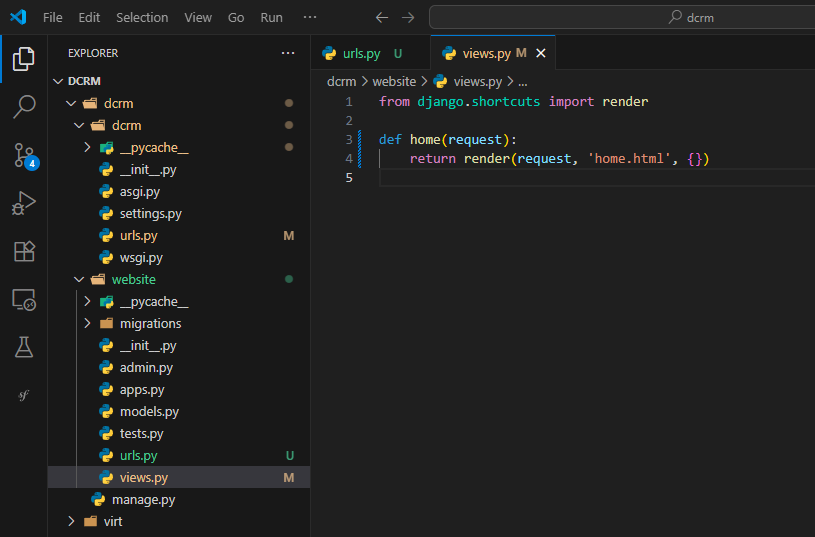 File Edit Selection View Go Run ··· dcrm
EXPLORER ···
DCRM
dcrm
dcrm
__pycache__
__init__.py
asgi.py
settings.py
urls.py M
wsgi.py
website
__pycache__
migrations
__init__.py
admin.py
apps.py
models.py
tests.py
urls.py U
views.py M
manage.py
virt
4
urls.py U views.py M
dcrm > website > views.py > ...
1 from django.shortcuts import render
2
3 def home(request):
4 return render(request, 'home.html', {})
5